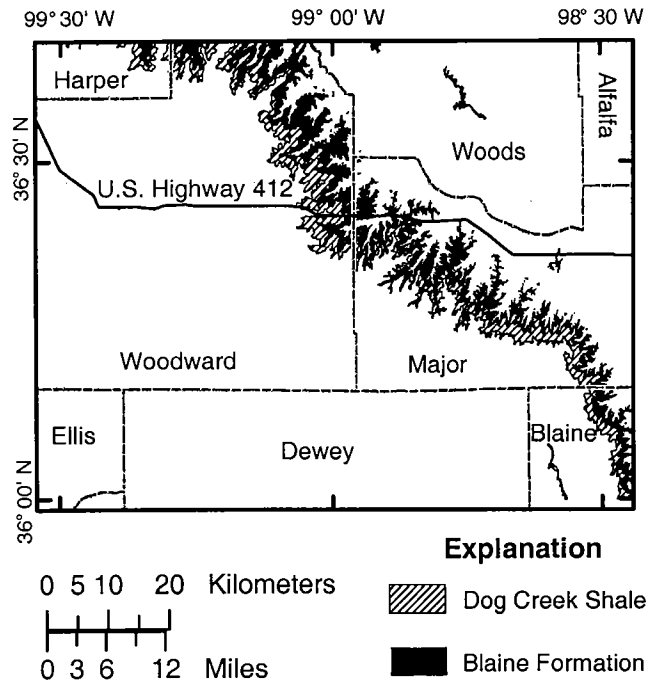 99° 30' W 99° 00' W 98° 30' W
Harper
Alfalfa
Woods
36° 30' N
U.S. Highway 412
Woodward
Major
Ellis
Dewey
Blaine
36° 00' N
Explanation
0 5 10 20 Kilometers
Dog Creek Shale
0 3 6 12 Miles
Blaine Formation